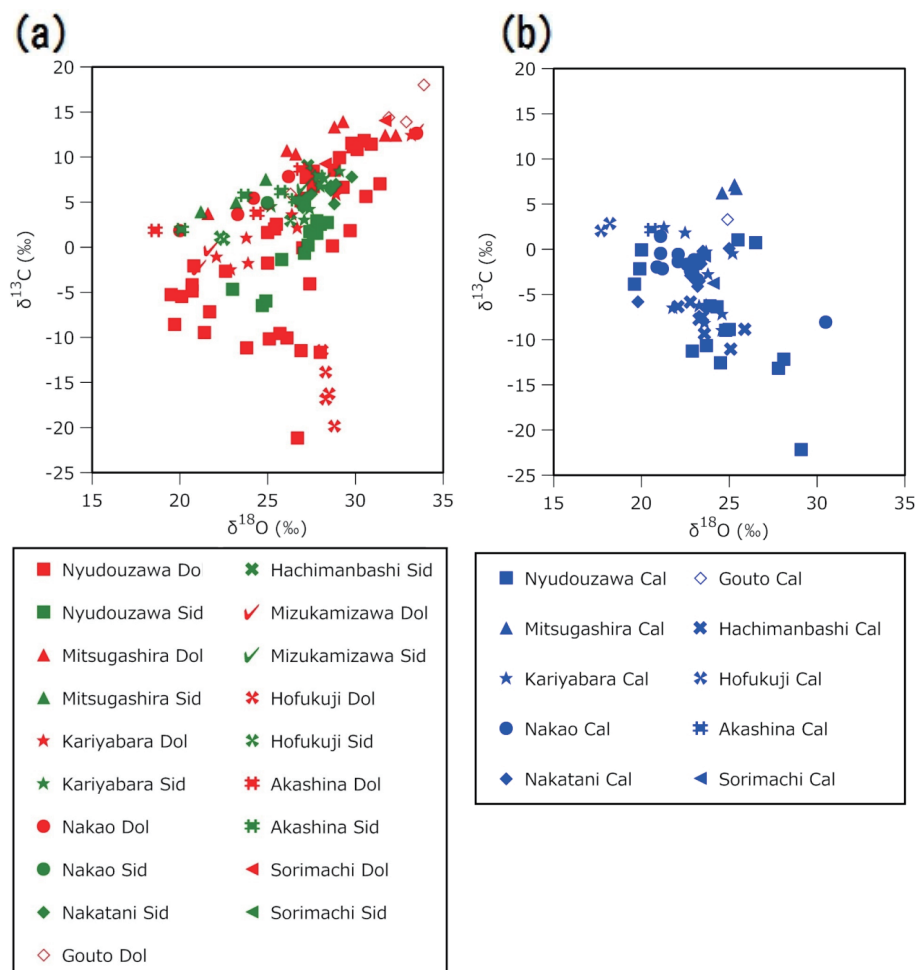 (a)
20
15
10
5
0
-5
-10
-15
-20
-25
15 20 25 30 35
δ13C (‰)
δ18O (‰)
Nyudouzawa Dol
Nyudouzawa Sid
Mitsugashira Dol
Mitsugashira Sid
Kariyabara Dol
Kariyabara Sid
Nakao Dol
Nakao Sid
Nakatani Sid
Gouto Dol
Hachimanbashi Sid
Mizukamizawa Dol
Mizukamizawa Sid
Hofukuji Dol
Hofukuji Sid
Akashina Dol
Akashina Sid
Sorimachi Dol
Sorimachi Sid
(b)
20
15
10
5
0
-5
-10
-15
-20
-25
15 20 25 30 35
δ13C (‰)
δ18O (‰)
Nyudouzawa Cal
Mitsugashira Cal
Kariyabara Cal
Nakao Cal
Nakatani Cal
Gouto Cal
Hachimanbashi Cal
Hofukuji Cal
Akashina Cal
Sorimachi Cal